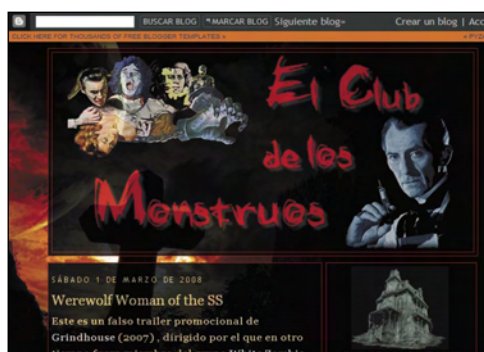 BUSCAR BLOG MARCAR BLOG Siguiente blog» Crear un blog | Acc
CLICK HERE FOR THOUSANDS OF FREE BLOGGER TEMPLATES »
El Club
de los
Monstruos
SÁBADO 1 DE MARZO DE 2008
Werewolf Woman of the SS
Este es un falso trailer promocional de
Grindhouse (2007) , dirigido por el que en otro